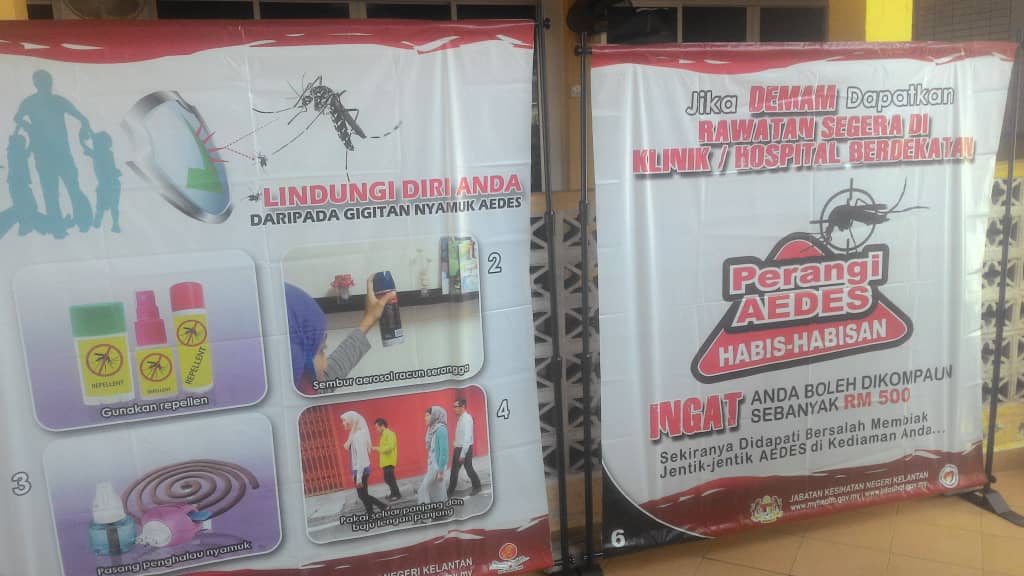 LINDUNGI DIRI ANDA
DARIPADA GIGITAN NYAMUK AEDES
REPELLENT
REPELLENT
REPELLENT
Gunakan repellen
2
Sembur aerosol racun serangga
3
Pasang penghalau nyamuk
4
Pakai seluar panjang dan
baju lengan panjang
NEGERI KELANTAN
Jika DEMAM Dapatkan
RAWATAN SEGERA DI
KLINIK / HOSPITAL BERDEKATAN
Perangi
AEDES
HABIS-HABISAN
INGAT ANDA BOLEH DIKOMPAUN
SEBANYAK RM 500
Sekiranya Didapati Bersalah Membiak
Jentik-jentik AEDES di Kediaman Anda...
JABATAN KESIHATAN NEGERI KELANTAN
6